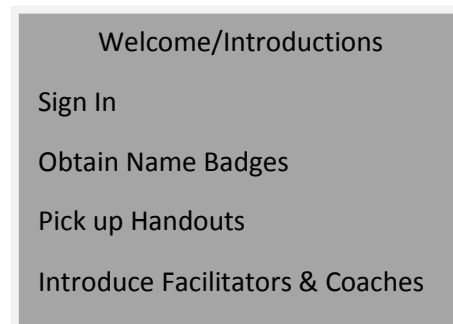 Welcome/Introductions
Sign In
Obtain Name Badges
Pick up Handouts
Introduce Facilitators & Coaches